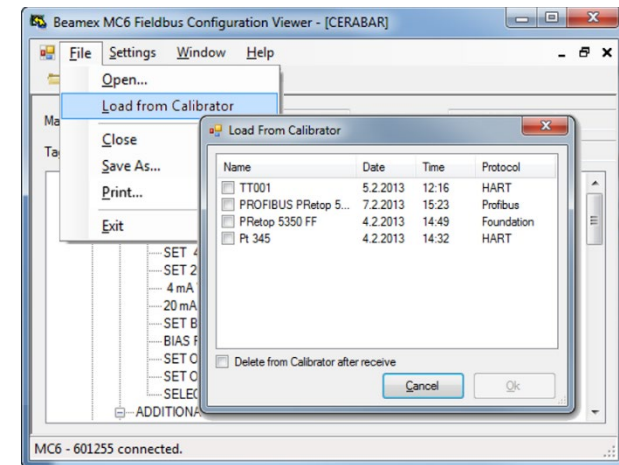 Beamex MC6 Fieldbus Configuration Viewer - [CERABAR]
File Settings Window Help
Open...
Load from Calibrator
Close
Save As...
Print...
Exit
Load From Calibrator
Name Date Time Protocol
TT001 5.2.2013 12:16 HART
PROFIBUS PRetop 5... 7.2.2013 15:23 Profibus
PRetop 5350 FF 4.2.2013 14:49 Foundation
Pt 345 4.2.2013 14:32 HART
Delete from Calibrator after receive
Cancel Ok
SET 4
SET 2
4 mA
20 mA
SET B
BIAS
SET O
SET O
SELEC
ADDITIONA
MC6 - 601255 connected.